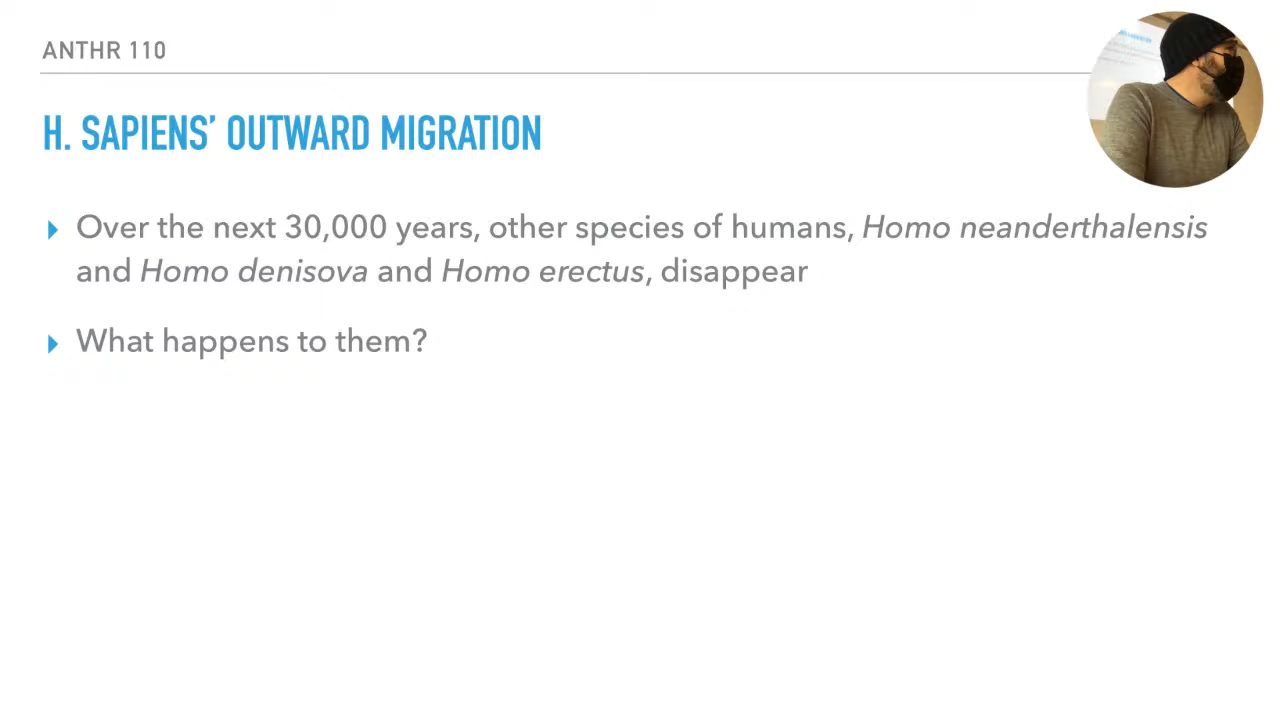 ANTHR 110
H. SAPIENS’ OUTWARD MIGRATION
Over the next 30,000 years, other species of humans, Homo neanderthalensis
and Homo denisova and Homo erectus, disappear
What happens to them?